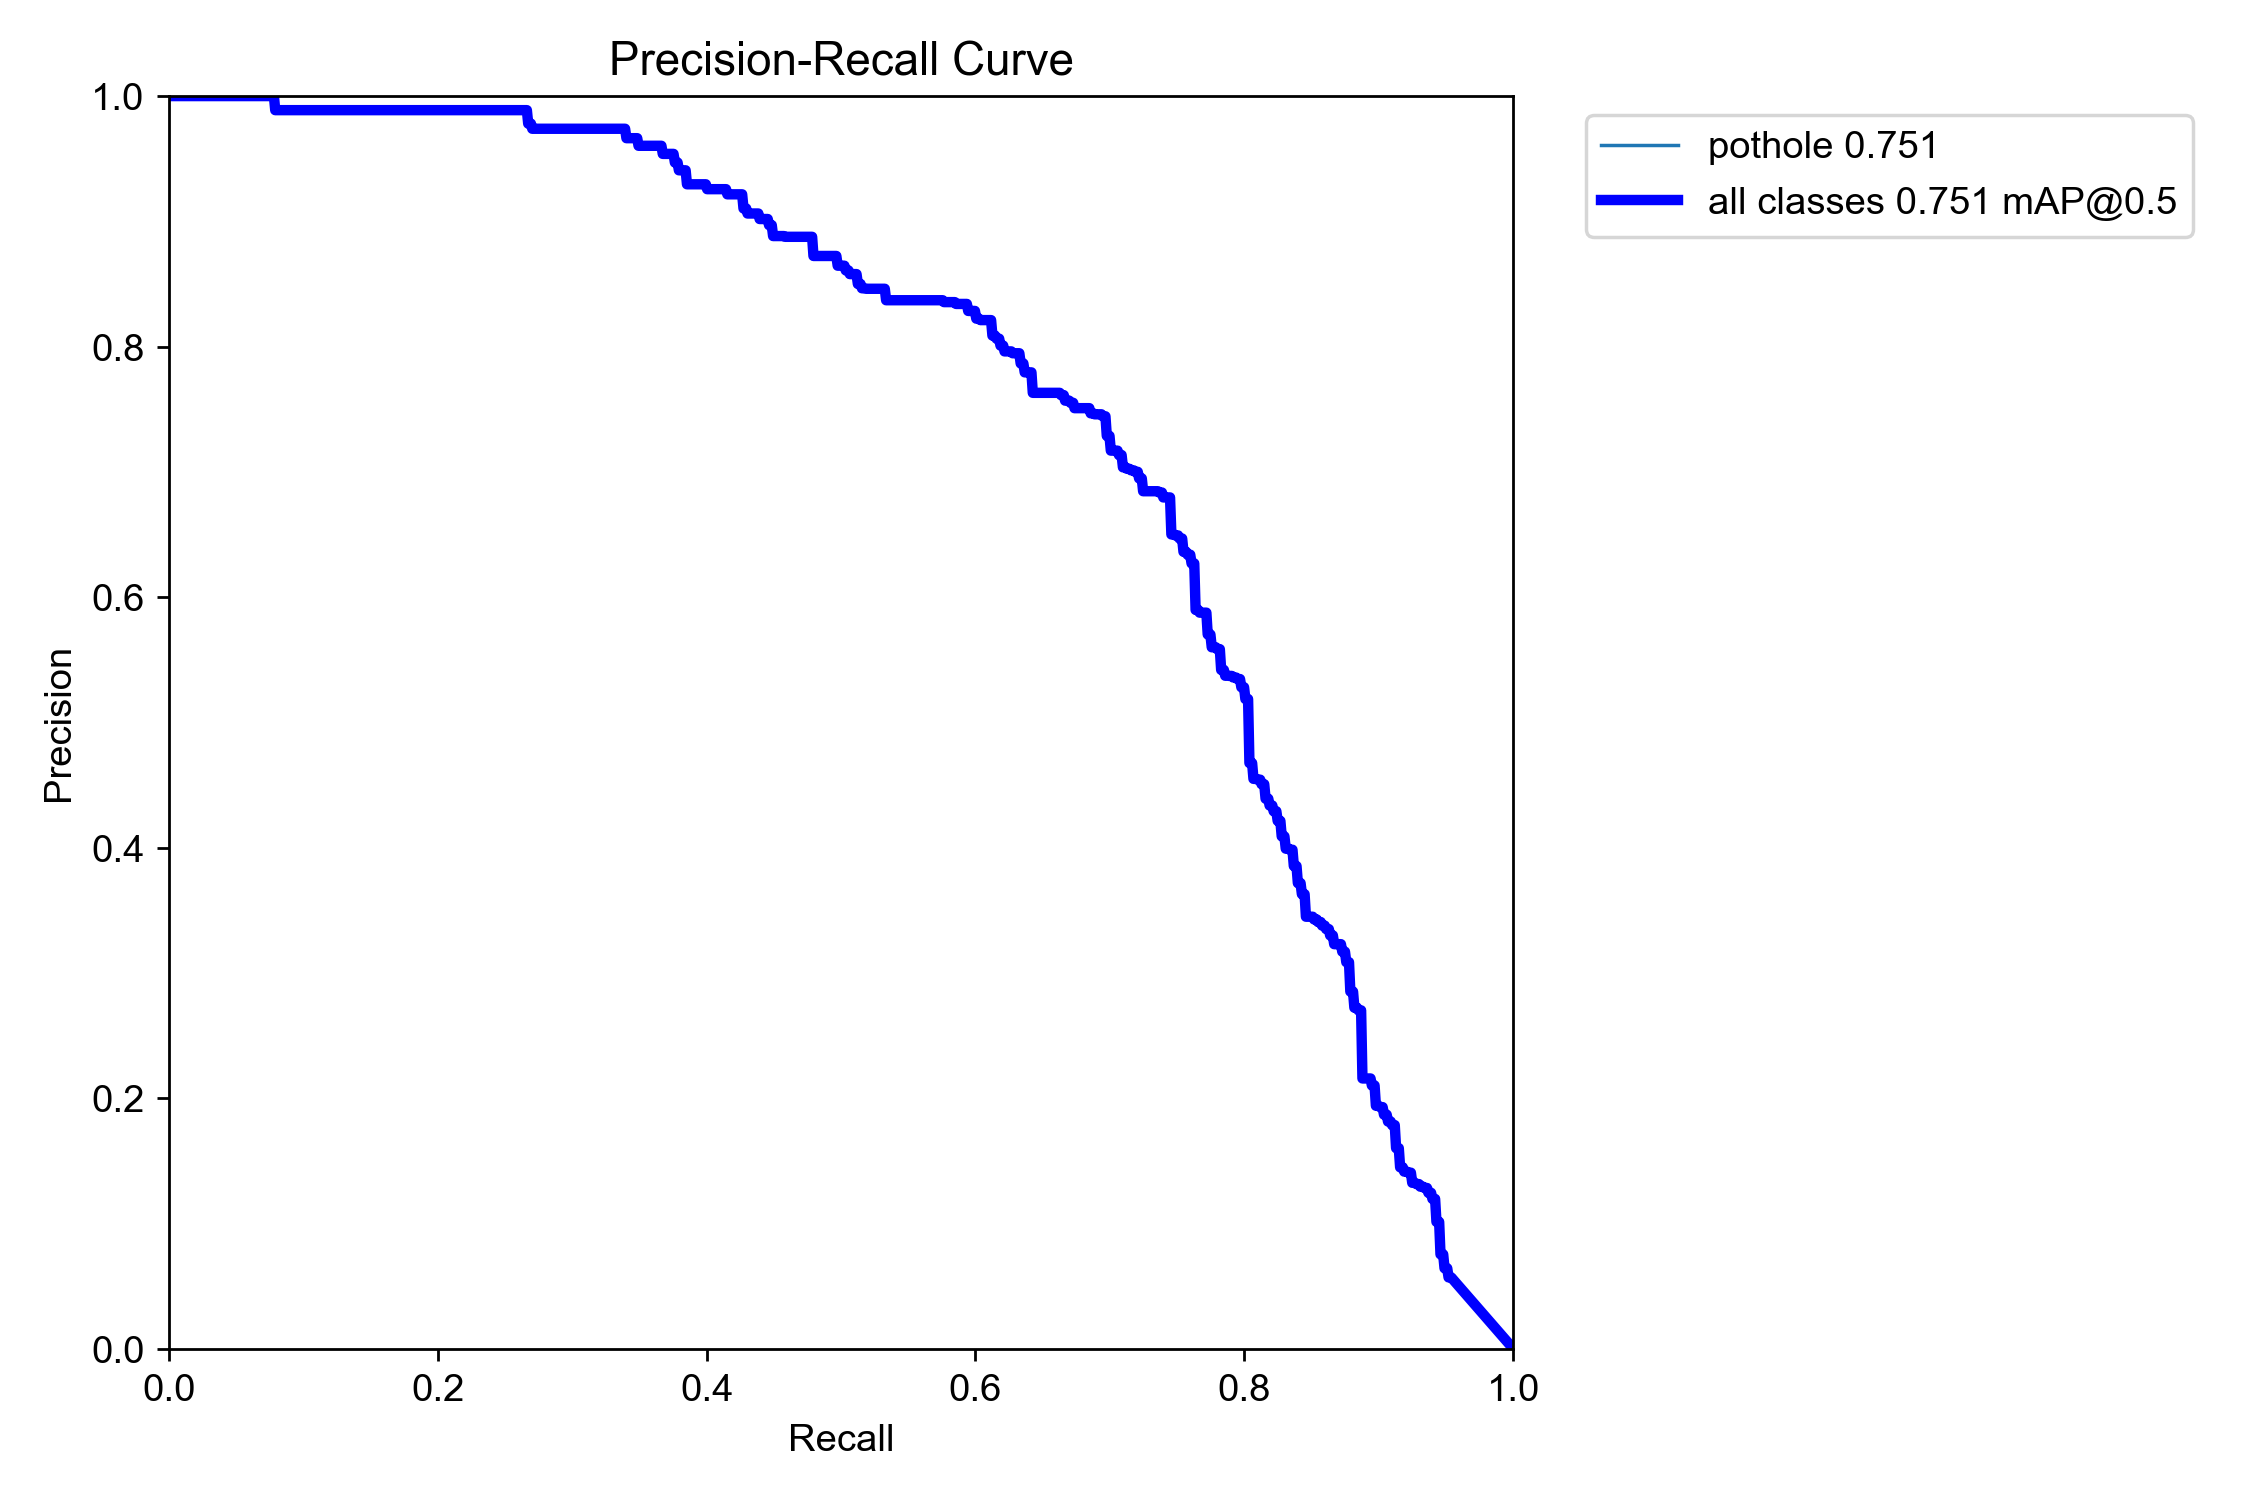 Precision-Recall Curve
1.0
0.8
0.6
0.4
0.2
0.0
Precision
0.0 0.2 0.4 0.6 0.8 1.0
Recall
pothole 0.751
all classes 0.751 mAP@0.5